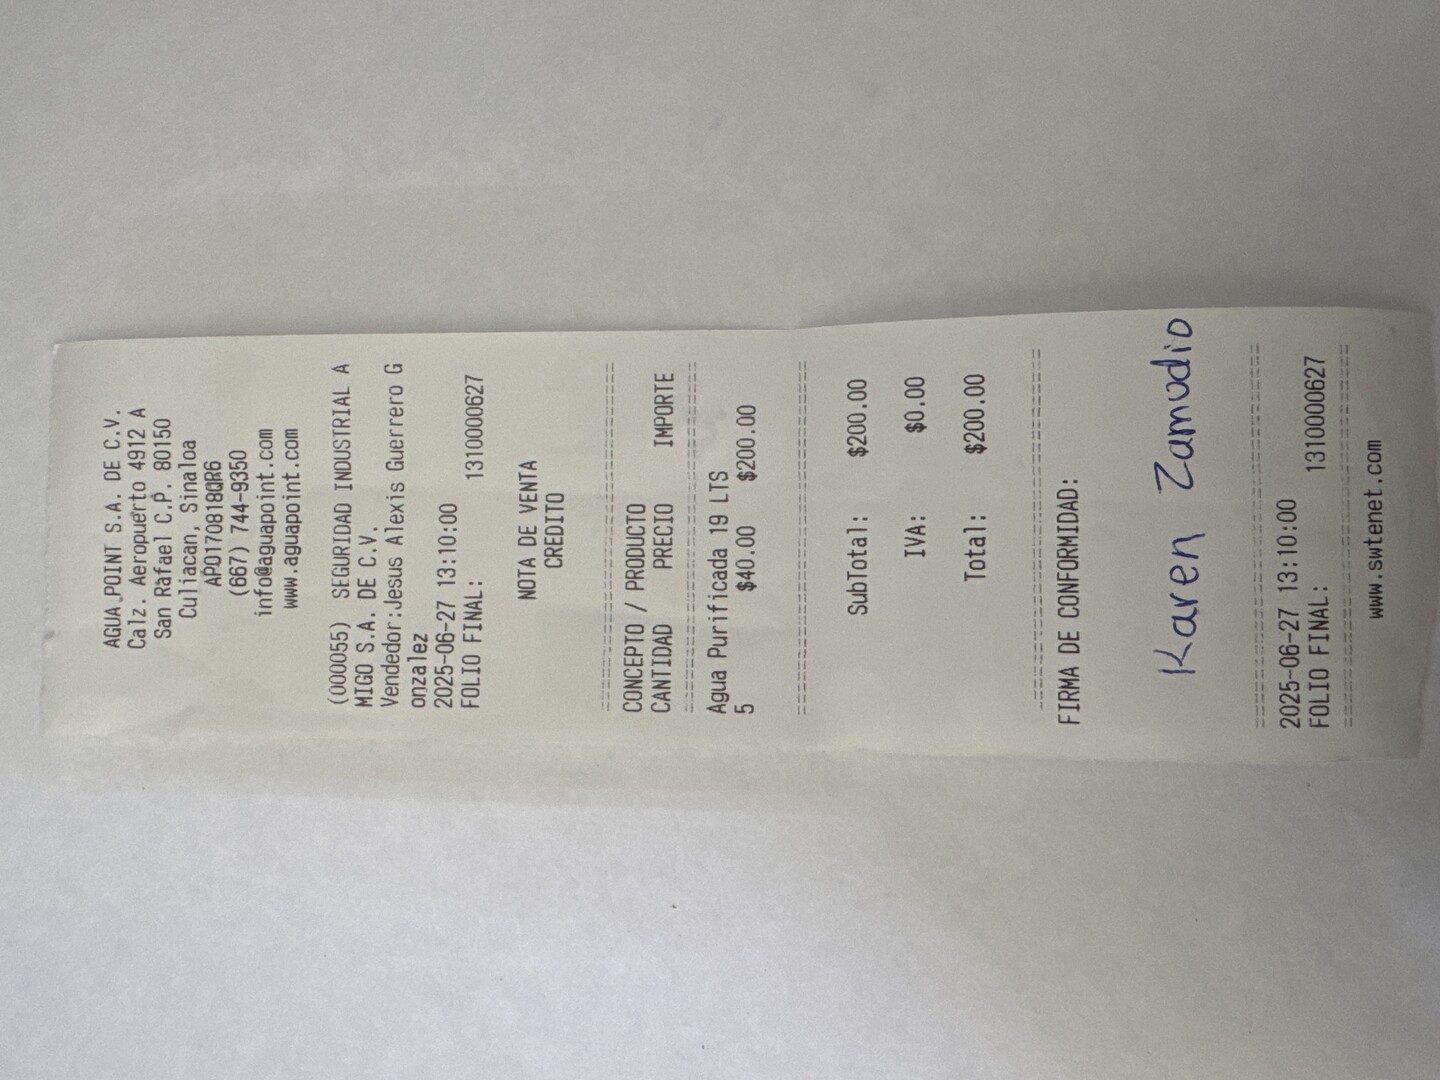 AGUA POINT S.A. DE C.V.
Calz. Aeropuerto 4912 A
San Rafael C.P. 80150
Culiacan, Sinaloa
APO170818QR6
(667) 744-9350
info@aguapoint.com
www.aguapoint.com
(000055) SEGURIDAD INDUSTRIAL A
MIGO S.A. DE C.V.
Vendedor:Jesus Alexis Guerrero G
onzalez
2025-06-27 13:10:00
FOLIO FINAL: 1310000627
NOTA DE VENTA
CREDITO
================================
CONCEPTO / PRODUCTO
CANTIDAD PRECIO IMPORTE
================================
Agua Purificada 19 LTS
5 $40.00 $200.00
================================
SubTotal: $200.00
IVA: $0.00
Total: $200.00
================================
FIRMA DE CONFORMIDAD:
Karen Zamudio
================================
2025-06-27 13:10:00
FOLIO FINAL: 1310000627
================================
www.swtenet.com